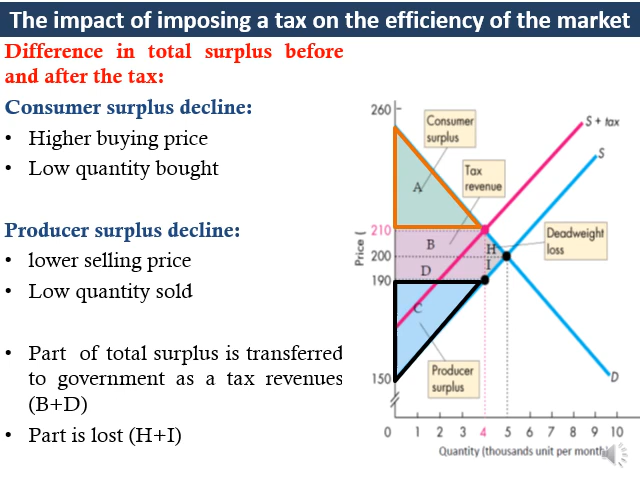 The impact of imposing a tax on the efficiency of the market
Difference in total surplus before
and after the tax:
Consumer surplus decline:
• Higher buying price
• Low quantity bought
Producer surplus decline:
• lower selling price
• Low quantity sold
• Part of total surplus is transferred
to government as a tax revenues
(B+D)
• Part is lost (H+I)
260
Consumer
surplus
S + tax
S
Tax
revenue
A
210
B
H
Deadweight
loss
Price (
200
D
I
190
C
Producer
surplus
150
D
0 1 2 3 4 5 6 7 8 9 10
Quantity (thousands unit per month)